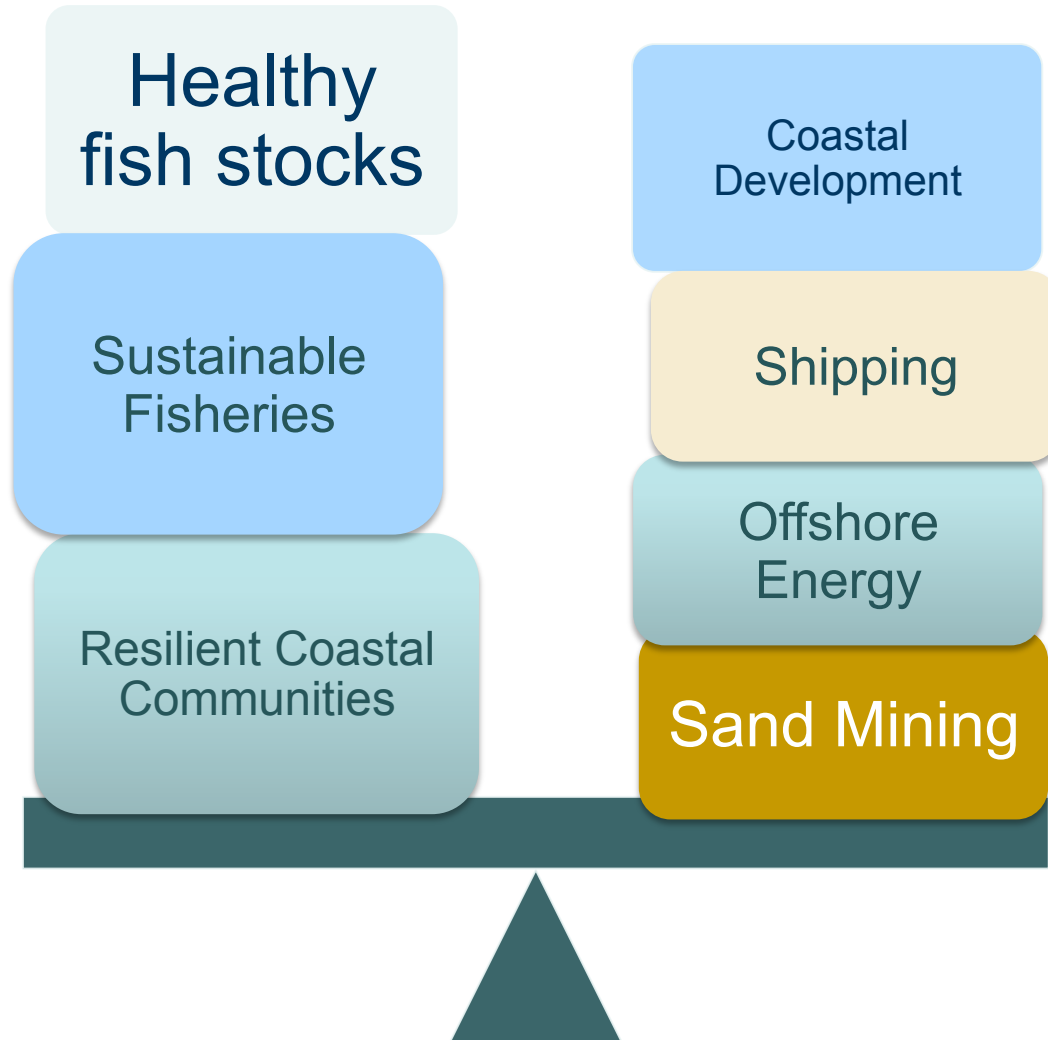 Healthy
fish stocks
Sustainable
Fisheries
Resilient Coastal
Communities
Coastal
Development
Shipping
Offshore
Energy
Sand Mining